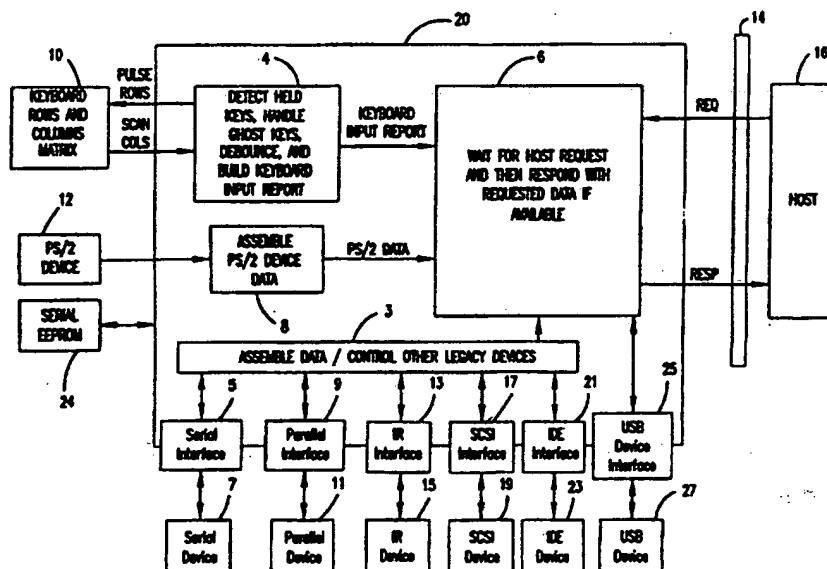 20
14
10
4
6
16
PULSE
ROWS
KEYBOARD
ROWS AND
COLUMNS
MATRIX
SCAN
COLS
DETECT HELD
KEYS, HANDLE
GHOST KEYS,
DEBOUNCE, AND
BUILD KEYBOARD
INPUT REPORT
KEYBOARD
INPUT REPORT
WAIT FOR HOST REQUEST
AND THEN RESPOND WITH
REQUESTED DATA IF
AVAILABLE
REQ
HOST
RESP
12
PS/2
DEVICE
ASSEMBLE
PS/2 DEVICE
DATA
PS/2 DATA
8
SERIAL
EEPROM
24
3
ASSEMBLE DATA / CONTROL OTHER LEGACY DEVICES
5
9
13
17
21
25
Serial
Interface
Parallel
Interface
IR
Interface
SCSI
Interface
IDE
Interface
USB
Device
Interface
7
11
15
19
23
27
Serial
Device
Parallel
Device
IR
Device
SCSI
Device
IDE
Device
USB
Device